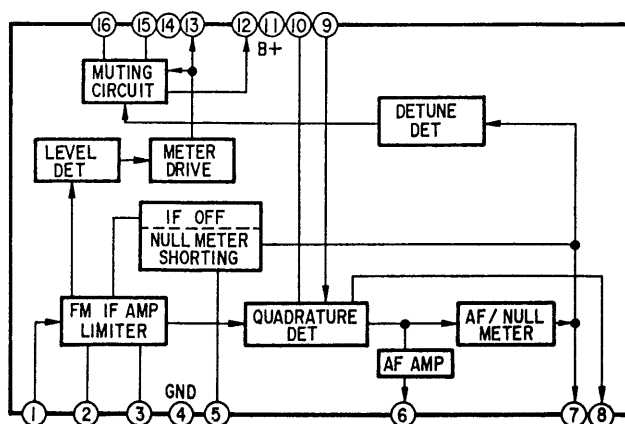 16 15 14 13 12 11 10 9
B+
MUTING
CIRCUIT
DETUNE
DET
LEVEL
DET
METER
DRIVE
IF OFF
NULL METER
SHORTING
FM IF AMP
LIMITER
QUADRATURE
DET
AF / NULL
METER
AF AMP
GND
1 2 3 4 5 6 7 8